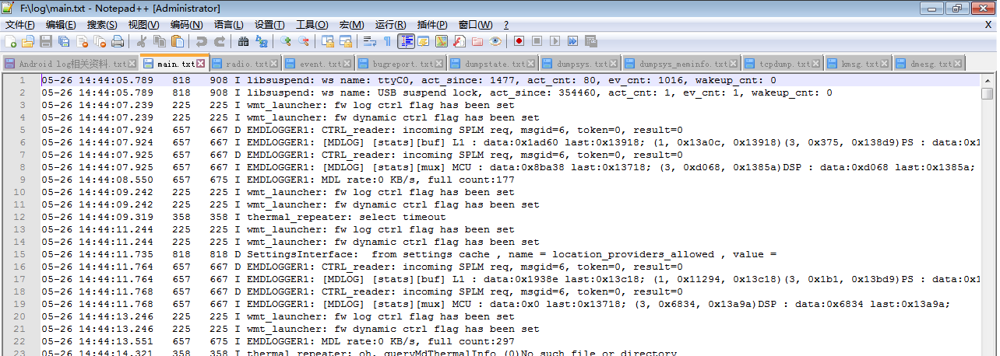 F:\log\main.txt - Notepad++ [Administrator]
文件(F) 编辑(E) 搜索(S) 视图(V) 编码(N) 语言(L) 设置(T) 工具(O) 宏(M) 运行(R) 插件(P) 窗口(W) ? X
Android log相关资料.txt main.txt radio.txt event.txt bugreport.txt dumpstate.txt dumpsys.txt dumpsys_meminfo.txt tcpdump.txt kmsg.txt dmesg.txt
1 05-26 14:44:05.789 818 908 I libsuspend: ws name: ttyC0, act_since: 1477, act_cnt: 80, ev_cnt: 1016, wakeup_cnt: 0
2 05-26 14:44:05.789 818 908 I libsuspend: ws name: USB suspend lock, act_since: 354460, act_cnt: 1, ev_cnt: 1, wakeup_cnt: 0
3 05-26 14:44:07.239 225 225 I wmt_launcher: fw log ctrl flag has been set
4 05-26 14:44:07.239 225 225 I wmt_launcher: fw dynamic ctrl flag has been set
5 05-26 14:44:07.924 657 667 D EMDLOGGER1: CTRL_reader: incoming SPLM req, msgid=6, token=0, result=0
6 05-26 14:44:07.924 657 667 I EMDLOGGER1: [MDLOG] [stats][buf] L1 : data:0x1ad60 last:0x13918; (1, 0x13a0c, 0x13918)(3, 0x375, 0x138d9)PS : data:0x1
7 05-26 14:44:07.925 657 667 D EMDLOGGER1: CTRL_reader: incoming SPLM req, msgid=6, token=0, result=0
8 05-26 14:44:07.925 657 667 I EMDLOGGER1: [MDLOG] [stats][mux] MCU : data:0x8ba38 last:0x13718; (3, 0xd068, 0x1385a)DSP : data:0xd068 last:0x1385a;
9 05-26 14:44:08.550 657 675 I EMDLOGGER1: MDL rate:0 KB/s, full count:177
10 05-26 14:44:09.242 225 225 I wmt_launcher: fw log ctrl flag has been set
11 05-26 14:44:09.242 225 225 I wmt_launcher: fw dynamic ctrl flag has been set
12 05-26 14:44:09.319 358 358 I thermal_repeater: select timeout
13 05-26 14:44:11.244 225 225 I wmt_launcher: fw log ctrl flag has been set
14 05-26 14:44:11.244 225 225 I wmt_launcher: fw dynamic ctrl flag has been set
15 05-26 14:44:11.735 818 818 D SettingsInterface:  from settings cache , name = location_providers_allowed , value =
16 05-26 14:44:11.764 657 667 D EMDLOGGER1: CTRL_reader: incoming SPLM req, msgid=6, token=0, result=0
17 05-26 14:44:11.764 657 667 I EMDLOGGER1: [MDLOG] [stats][buf] L1 : data:0x1938e last:0x13c18; (1, 0x11294, 0x13c18)(3, 0x1b1, 0x13bd9)PS : data:0x1
18 05-26 14:44:11.768 657 667 D EMDLOGGER1: CTRL_reader: incoming SPLM req, msgid=6, token=0, result=0
19 05-26 14:44:11.768 657 667 I EMDLOGGER1: [MDLOG] [stats][mux] MCU : data:0x0 last:0x13718; (3, 0x6834, 0x13a9a)DSP : data:0x6834 last:0x13a9a;
20 05-26 14:44:13.246 225 225 I wmt_launcher: fw log ctrl flag has been set
21 05-26 14:44:13.246 225 225 I wmt_launcher: fw dynamic ctrl flag has been set
22 05-26 14:44:13.551 657 675 I EMDLOGGER1: MDL rate:0 KB/s, full count:297
23 05-26 14:44:14.321 358 358 I thermal_repeater: oh, queryMdThermalInfo (0)No such file or directory